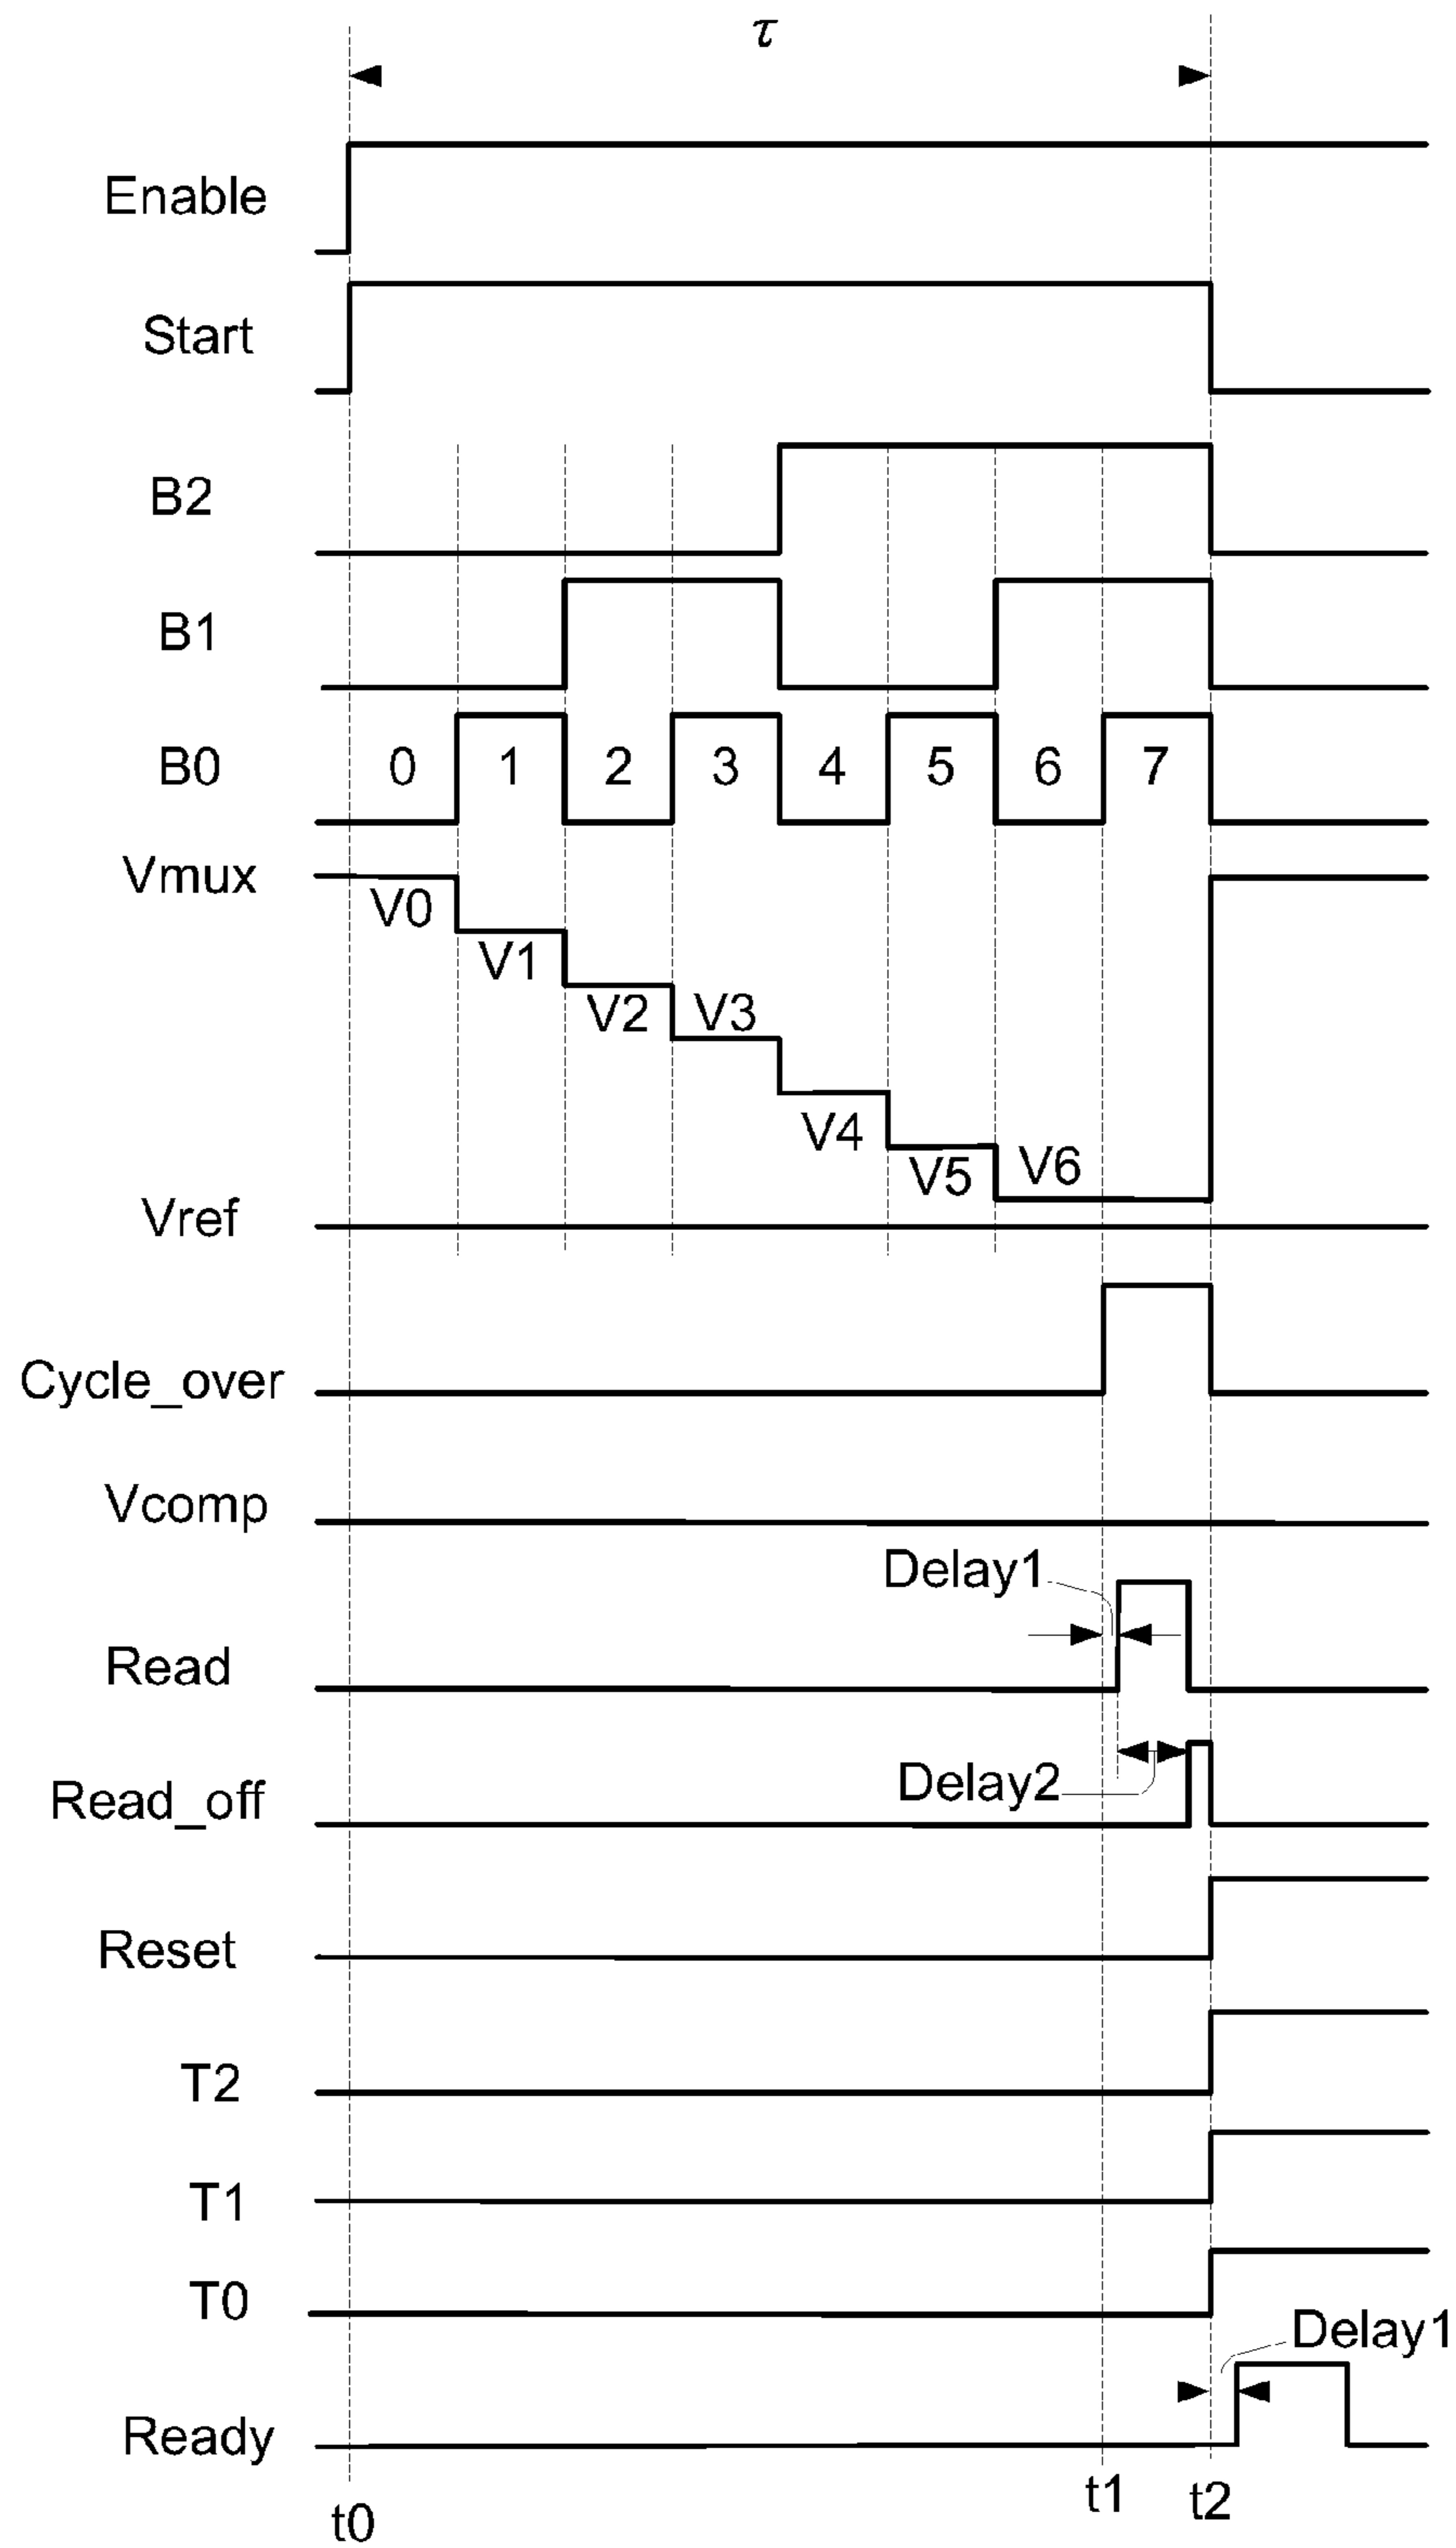 τ
Enable
Start
B2
B1
B0 0 1 2 3 4 5 6 7
Vmux
V0
V1
V2 V3
V4
V5 V6
Vref
Cycle_over
Vcomp
Delay1
Read
Delay2
Read_off
Reset
T2
T1
T0
Delay1
Ready
t0 t1 t2